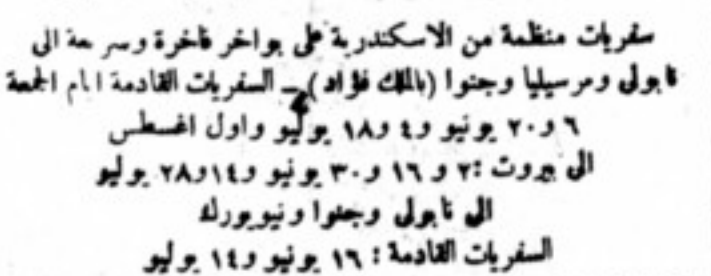 سفريات منظمة من الاسكندرية على بواخر فاخرة وسريعة الى
نابولى ومرسيليا وجنوا (بالملك فؤاد) ـ السفريات القادمة ايام الجمعة
٦ و٢٠ يونيو و٤ و١٨ يوليو واول اغسطس
الى بيروت : ٢ و ١٦ و٣٠ يونيو و١٤و٢٨ يوليو
الى نابولى وجنوا ونيويورك
السفريات القادمة : ١٦ يونيو و١٤ يوليو